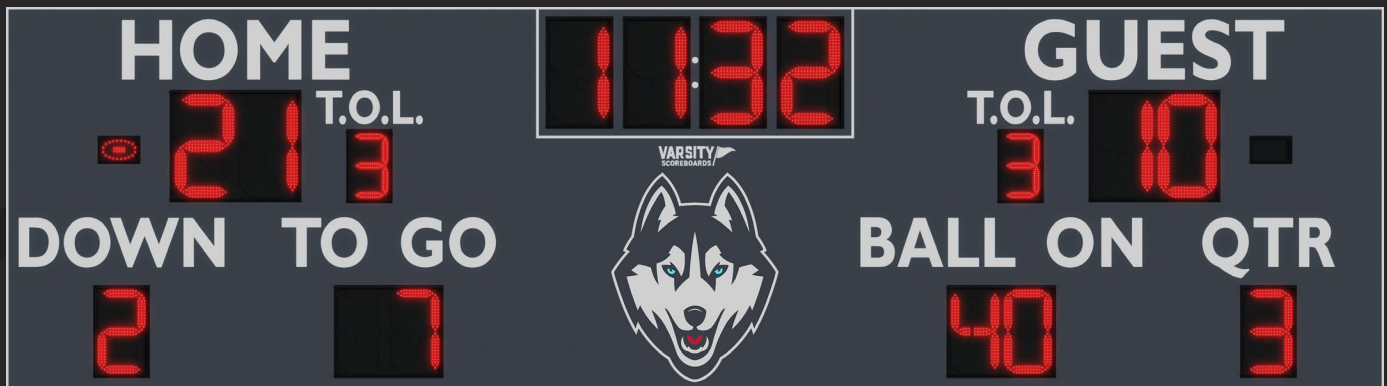 HOME
11:32
GUEST
21
T.O.L.
3
T.O.L.
3
10
VARSITY
SCOREBOARDS
DOWN
TO GO
BALL ON
QTR
2
7
40
3